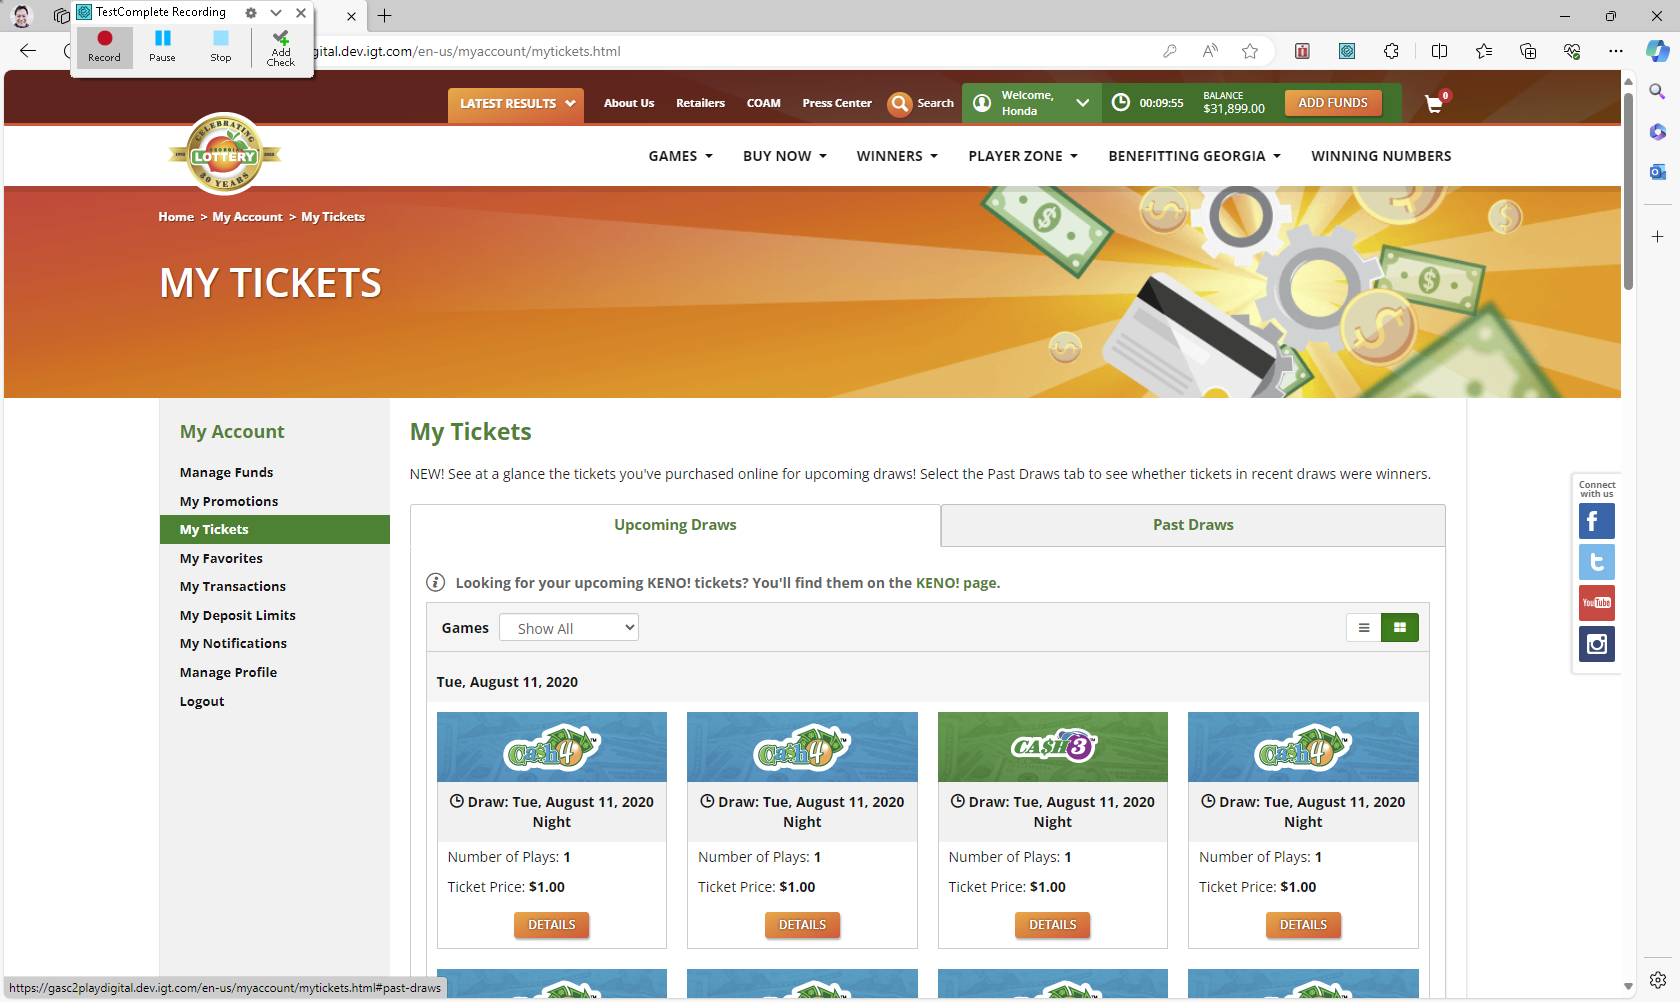 TestComplete Recording
Record
Pause
Stop
Add
Check
gital.dev.igt.com/en-us/myaccount/mytickets.html
LATEST RESULTS
About Us
Retailers
COAM
Press Center
Search
Welcome,
Honda
00:09:55
BALANCE
$31,899.00
ADD FUNDS
0
CELEBRATING
GEORGIA
LOTTERY
30 YEARS
GAMES
BUY NOW
WINNERS
PLAYER ZONE
BENEFITTING GEORGIA
WINNING NUMBERS
Home > My Account > My Tickets
MY TICKETS
My Account
Manage Funds
My Promotions
My Tickets
My Favorites
My Transactions
My Deposit Limits
My Notifications
Manage Profile
Logout
My Tickets
NEW! See at a glance the tickets you've purchased online for upcoming draws! Select the Past Draws tab to see whether tickets in recent draws were winners.
Upcoming Draws
Past Draws
Looking for your upcoming KENO! tickets? You'll find them on the KENO! page.
Games
Show All
Tue, August 11, 2020
Cash 4™
Draw: Tue, August 11, 2020
Night
Number of Plays: 1
Ticket Price: $1.00
DETAILS
Cash 4™
Draw: Tue, August 11, 2020
Night
Number of Plays: 1
Ticket Price: $1.00
DETAILS
CA$H 3™
Draw: Tue, August 11, 2020
Night
Number of Plays: 1
Ticket Price: $1.00
DETAILS
Cash 4™
Draw: Tue, August 11, 2020
Night
Number of Plays: 1
Ticket Price: $1.00
DETAILS
Connect
with us
YouTube
https://gasc2playdigital.dev.igt.com/en-us/myaccount/mytickets.html#past-draws